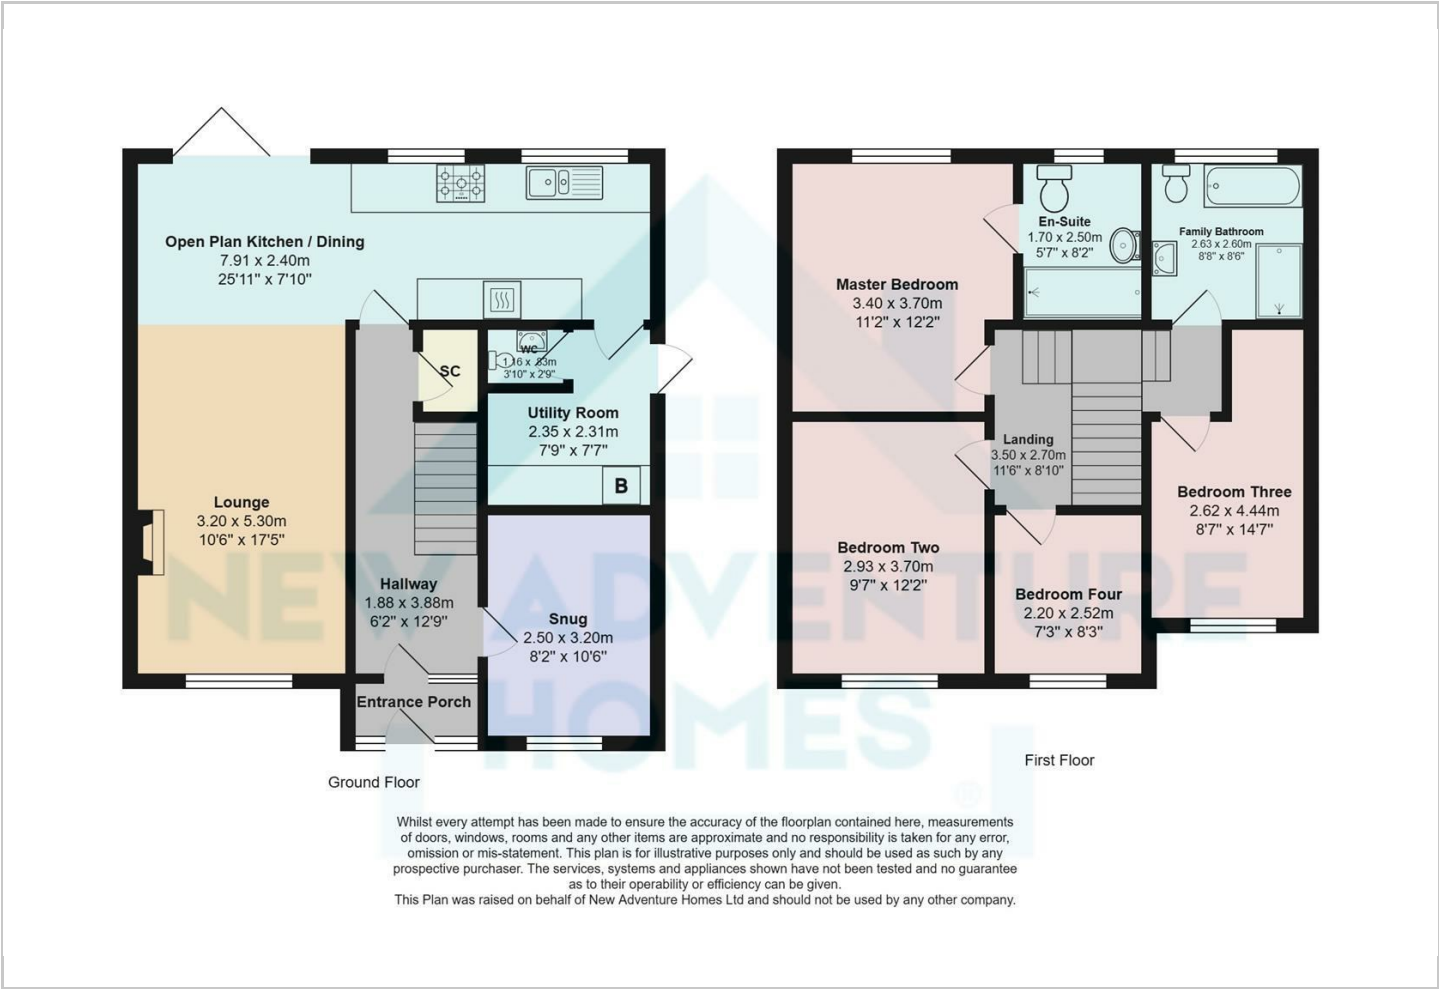 Open Plan Kitchen / Dining
7.91 x 2.40m
25'11" x 7'10"
SC
WC
1.16 x .83m
3'10" x 2'9"
Utility Room
2.35 x 2.31m
7'9" x 7'7"
B
Lounge
3.20 x 5.30m
10'6" x 17'5"
Hallway
1.88 x 3.88m
6'2" x 12'9"
Snug
2.50 x 3.20m
8'2" x 10'6"
Entrance Porch
Ground Floor
En-Suite
1.70 x 2.50m
5'7" x 8'2"
Family Bathroom
2.63 x 2.60m
8'8" x 8'6"
Master Bedroom
3.40 x 3.70m
11'2" x 12'2"
Landing
3.50 x 2.70m
11'6" x 8'10"
Bedroom Three
2.62 x 4.44m
8'7" x 14'7"
Bedroom Two
2.93 x 3.70m
9'7" x 12'2"
Bedroom Four
2.20 x 2.52m
7'3" x 8'3"
First Floor
NEW ADVENTURE
HOMES
®
Whilst every attempt has been made to ensure the accuracy of the floorplan contained here, measurements
of doors, windows, rooms and any other items are approximate and no responsibility is taken for any error,
omission or mis-statement. This plan is for illustrative purposes only and should be used as such by any
prospective purchaser. The services, systems and appliances shown have not been tested and no guarantee
as to their operability or efficiency can be given.
This Plan was raised on behalf of New Adventure Homes Ltd and should not be used by any other company.